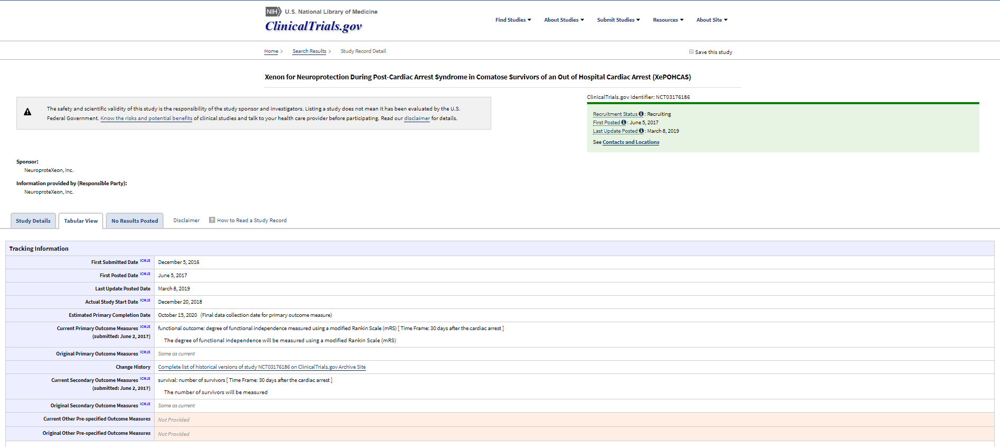 NIH U.S. National Library of Medicine
ClinicalTrials.gov
Find Studies About Studies Submit Studies Resources About Site
Home > Search Results > Study Record Detail
Save this study
Xenon for Neuroprotection During Post-Cardiac Arrest Syndrome in Comatose Survivors of an Out of Hospital Cardiac Arrest (XePOHCAS)
The safety and scientific validity of this study is the responsibility of the study sponsor and investigators. Listing a study does not mean it has been evaluated by the U.S.
Federal Government. Know the risks and potential benefits of clinical studies and talk to your health care provider before participating. Read our disclaimer for details.
ClinicalTrials.gov Identifier: NCT03176186
Recruitment Status : Recruiting
First Posted : June 5, 2017
Last Update Posted : March 8, 2019
See Contacts and Locations
Sponsor:
NeuroproteXeon, Inc.
Information provided by (Responsible Party):
NeuroproteXeon, Inc.
Study Details Tabular View No Results Posted Disclaimer ? How to Read a Study Record
Tracking Information
First Submitted Date ICMJE December 5, 2016
First Posted Date ICMJE June 5, 2017
Last Update Posted Date March 8, 2019
Actual Study Start Date ICMJE December 20, 2018
Estimated Primary Completion Date October 15, 2020 (Final data collection date for primary outcome measure)
Current Primary Outcome Measures ICMJE functional outcome: degree of functional independence measured using a modified Rankin Scale (mRS) [ Time Frame: 30 days after the cardiac arrest ]
(submitted: June 2, 2017) The degree of functional independence will be measured using a modified Rankin Scale (mRS)
Original Primary Outcome Measures ICMJE Same as current
Change History Complete list of historical versions of study NCT03176186 on ClinicalTrials.gov Archive Site
Current Secondary Outcome Measures ICMJE survival: number of survivors [ Time Frame: 30 days after the cardiac arrest ]
(submitted: June 2, 2017) The number of survivors will be measured
Original Secondary Outcome Measures ICMJE Same as current
Current Other Pre-specified Outcome Measures Not Provided
Original Other Pre-specified Outcome Measures Not Provided